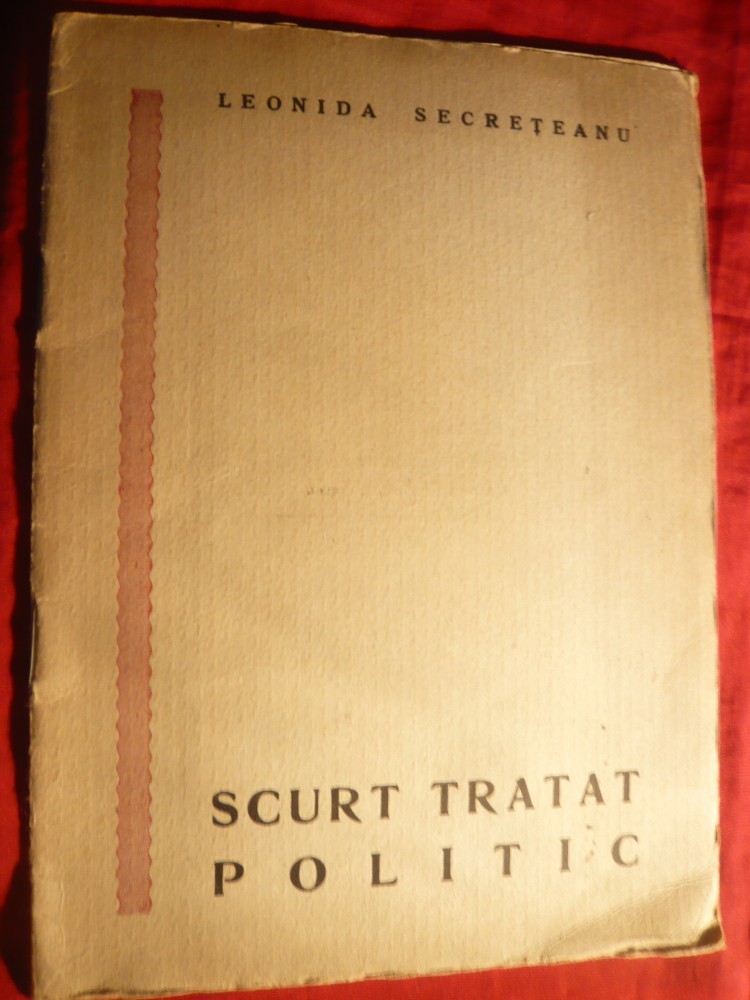 LEONIDA SECREȚEANU
SCURT TRATAT
POLITIC